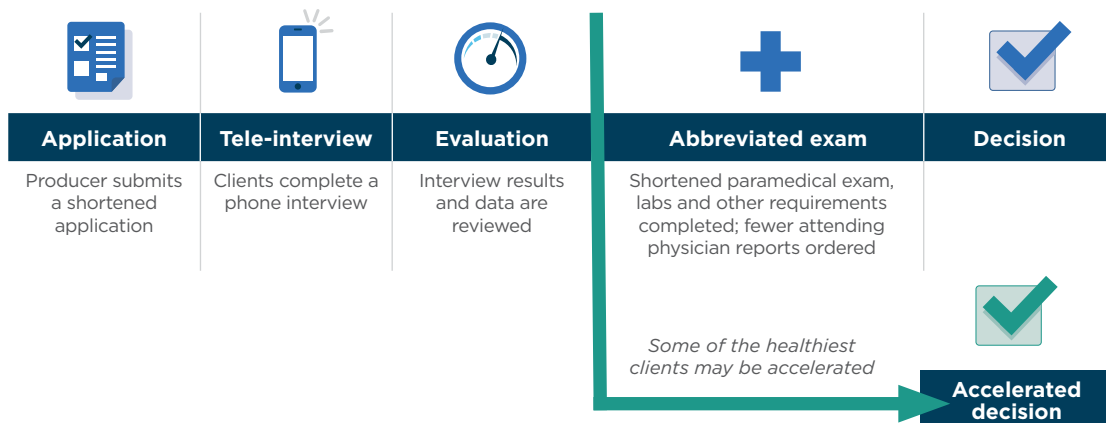 Application
Tele-interview
Evaluation
Abbreviated exam
Decision
Producer submits
a shortened
application
Clients complete a
phone interview
Interview results
and data are
reviewed
Shortened paramedical exam,
labs and other requirements
completed; fewer attending
physician reports ordered
Some of the healthiest
clients may be accelerated
Accelerated
decision